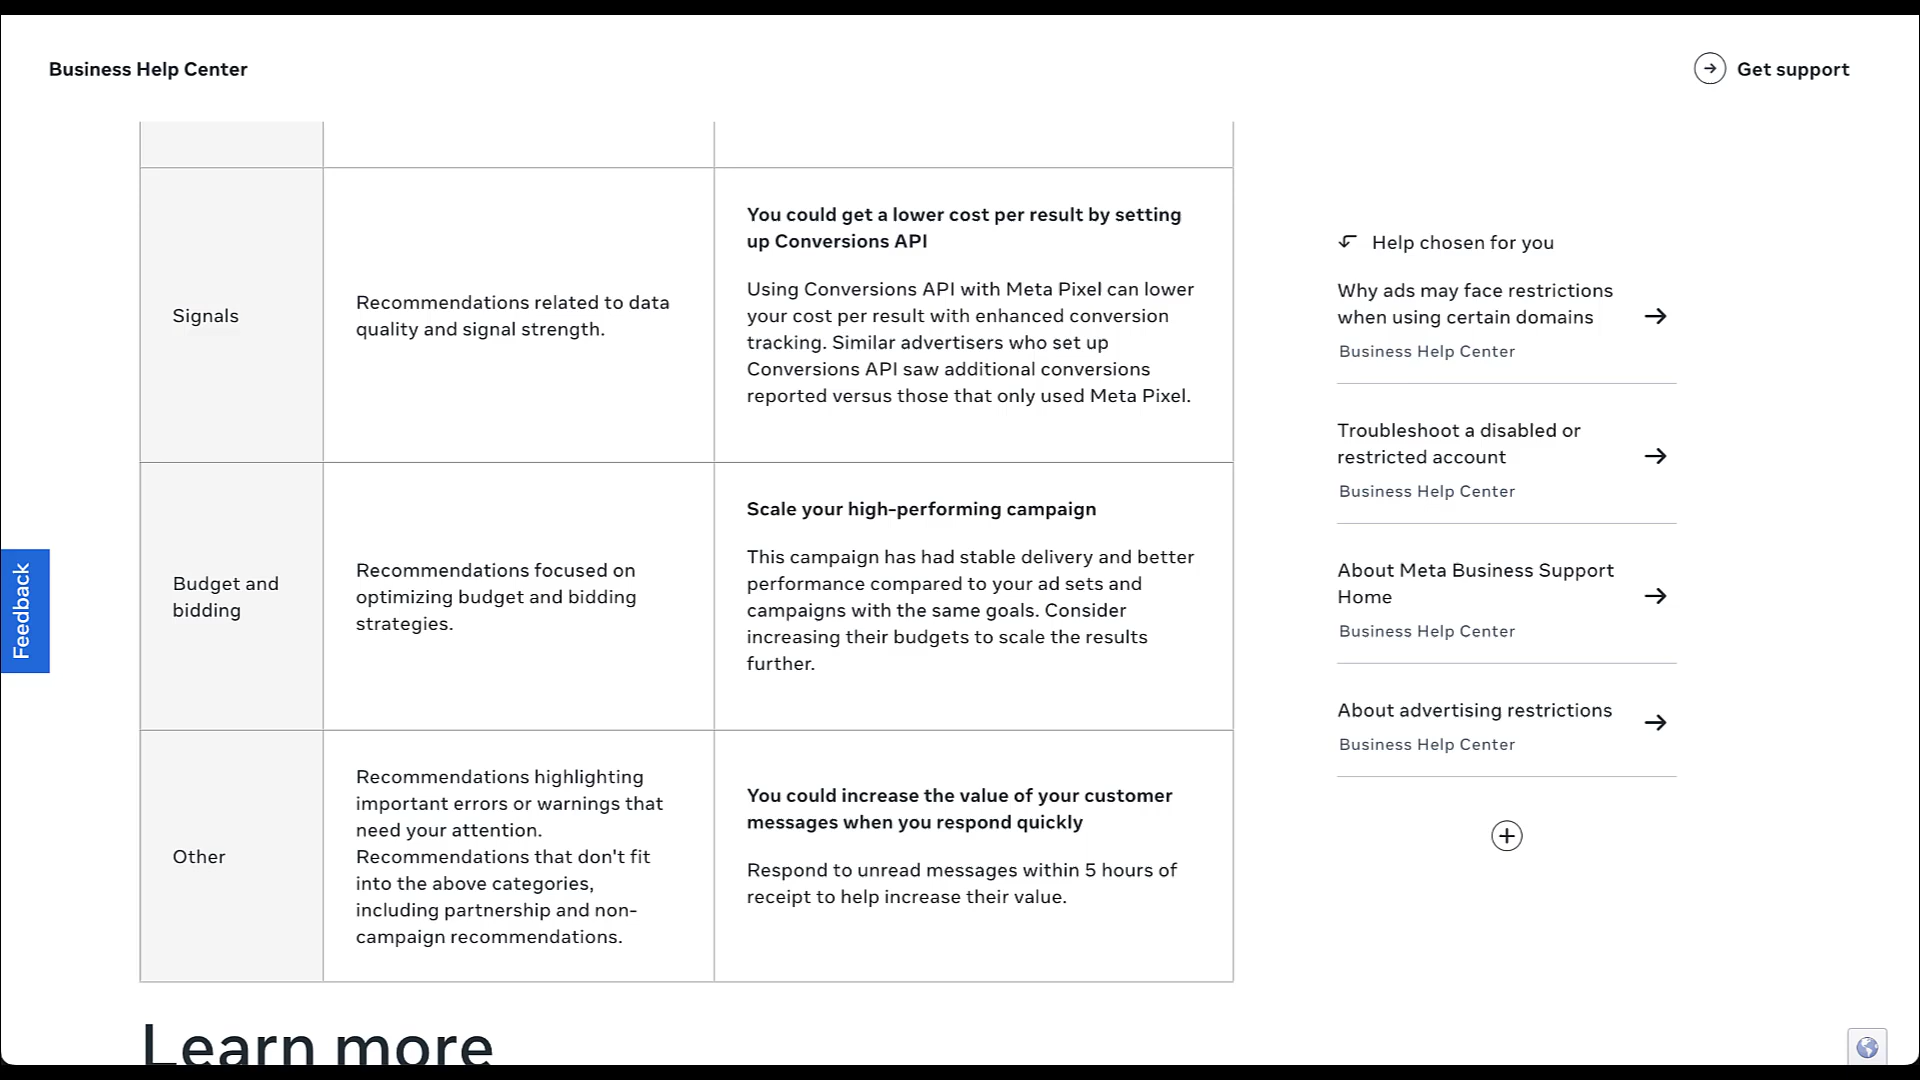 Business Help Center
Get support
Signals
Recommendations related to data
quality and signal strength.
You could get a lower cost per result by setting
up Conversions API
Using Conversions API with Meta Pixel can lower
your cost per result with enhanced conversion
tracking. Similar advertisers who set up
Conversions API saw additional conversions
reported versus those that only used Meta Pixel.
Budget and
bidding
Recommendations focused on
optimizing budget and bidding
strategies.
Scale your high-performing campaign
This campaign has had stable delivery and better
performance compared to your ad sets and
campaigns with the same goals. Consider
increasing their budgets to scale the results
further.
Other
Recommendations highlighting
important errors or warnings that
need your attention.
Recommendations that don't fit
into the above categories,
including partnership and non-
campaign recommendations.
You could increase the value of your customer
messages when you respond quickly
Respond to unread messages within 5 hours of
receipt to help increase their value.
Help chosen for you
Why ads may face restrictions
when using certain domains
Business Help Center
Troubleshoot a disabled or
restricted account
Business Help Center
About Meta Business Support
Home
Business Help Center
About advertising restrictions
Business Help Center
Feedback
Learn more